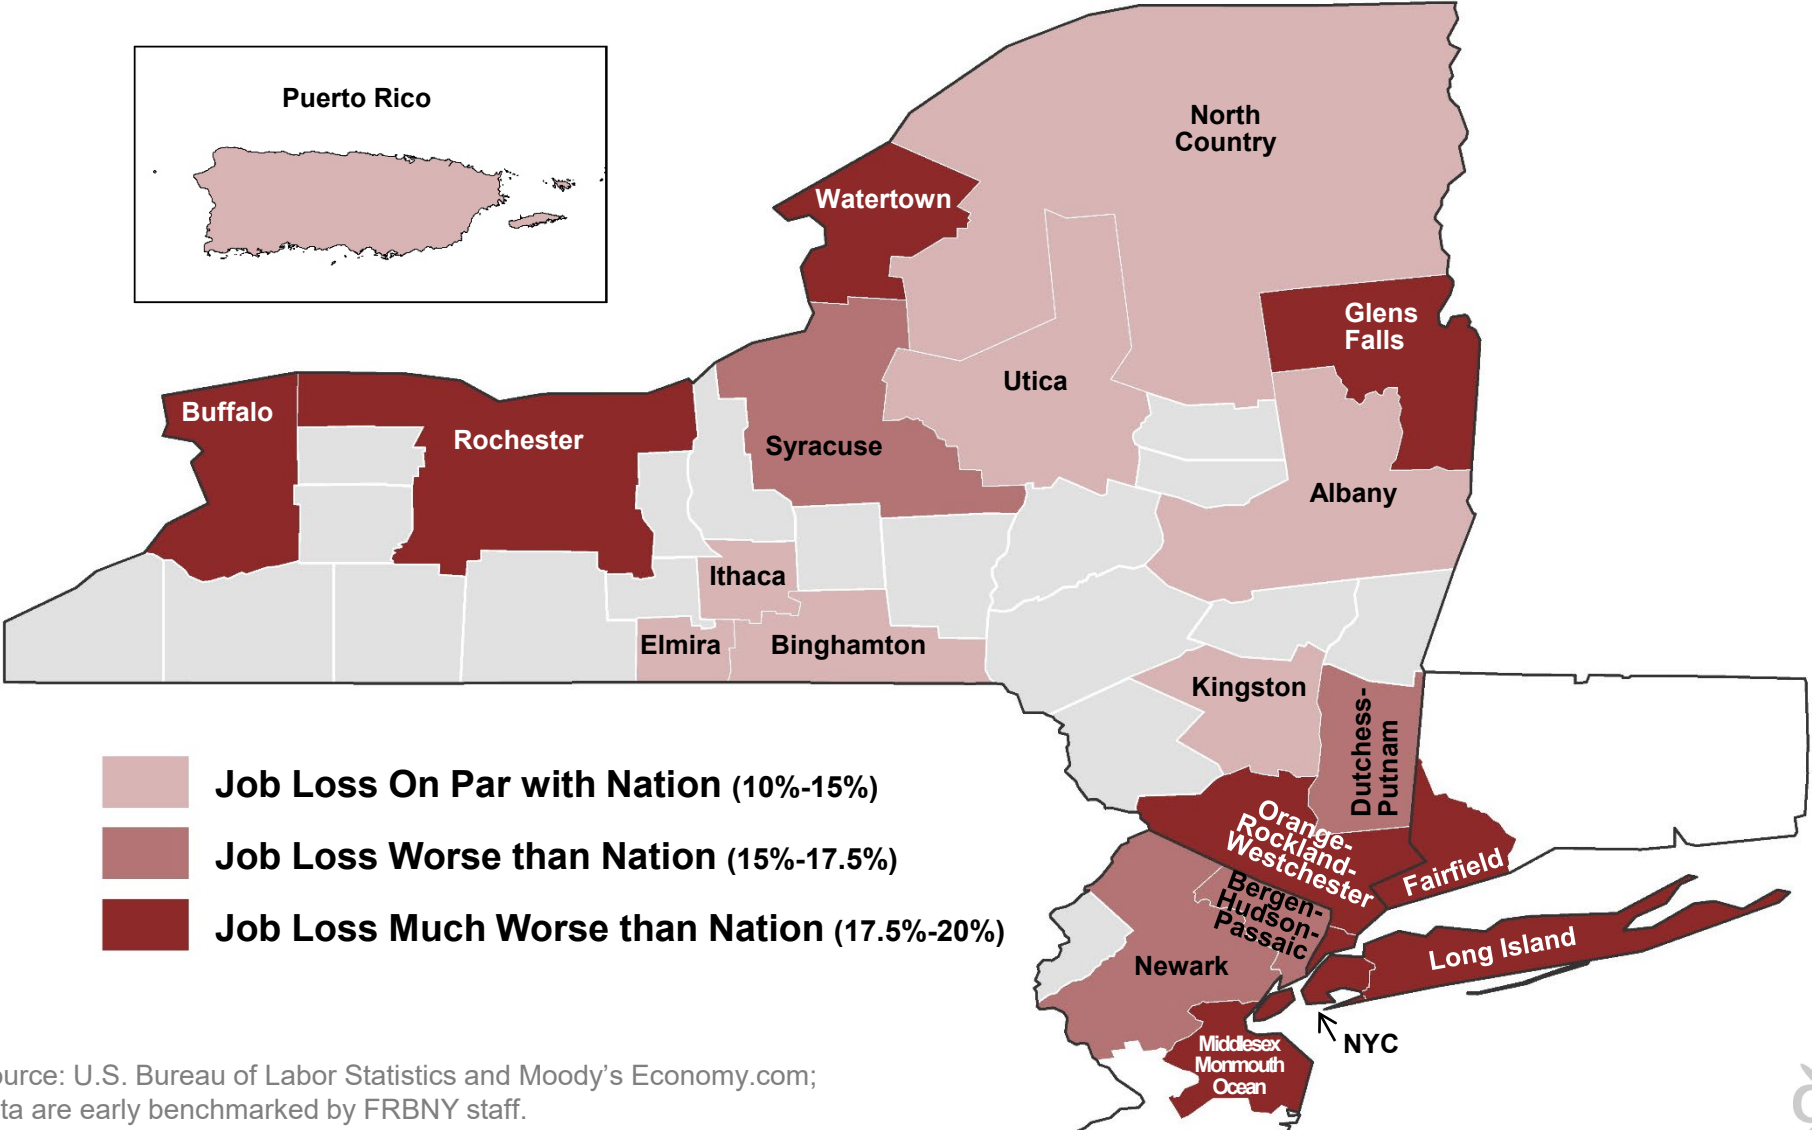 Puerto Rico
North
Country
Watertown
Glens
Falls
Utica
Buffalo
Rochester
Syracuse
Albany
Ithaca
Elmira
Binghamton
Kingston
Dutchess-
Putnam
Job Loss On Par with Nation (10%-15%)
Job Loss Worse than Nation (15%-17.5%)
Job Loss Much Worse than Nation (17.5%-20%)
Orange-
Rockland-
Westchester
Fairfield
Bergen-
Hudson-
Passaic
Long Island
Newark
NYC
Middlesex
Monmouth
Ocean
ource: U.S. Bureau of Labor Statistics and Moody’s Economy.com;
ta are early benchmarked by FRBNY staff.